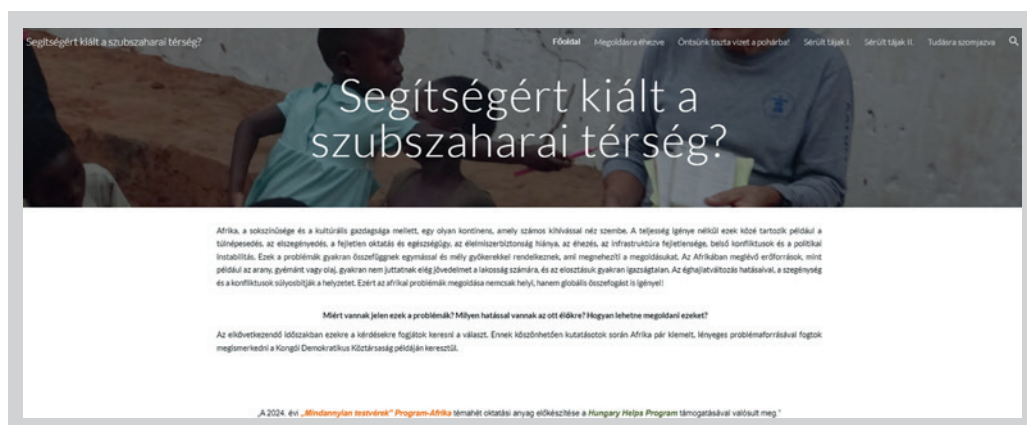 Segítségért kiált a szubszaharai térség?
Főoldal Megoldásra éhezve Öntsünk tiszta vizet a pohárba! Sérült tájak I. Sérült tájak II. Tudásra szomjazva
Segítségért kiált a
szubszaharai térség?
Afrika, a sokszínűsége és a kultúrális gazdagsága mellett, egy olyan kontinens, amely számos kihívással néz szembe. A teljesség igénye nélkül ezek közé tartozik például a
túlnépesedés, az elszegényedés, a fejletlen oktatás és egészségügy, az élelmiszerbiztonság hiánya, az éhezés, az infrastruktúra fejletlensége, belső konfliktusok és a politikai
instabilitás. Ezek a problémák gyakran összefüggnek egymással és mély gyökerekkel rendelkeznek, ami megnehezíti a megoldásukat. Az Afrikában meglévő erőforrások, mint
például az arany, gyémánt vagy olaj, gyakran nem juttatnak elég jövedelmet a lakosság számára, és az elosztásuk gyakran igazságtalan. Az éghajlatváltozás hatásaival, a szegénység
és a konfliktusok súlyosbítják a helyzetet. Ezért az afrikai problémák megoldása nemcsak helyi, hanem globális összefogást is igényel!
Miért vannak jelen ezek a problémák? Milyen hatással vannak az ott élőkre? Hogyan lehetne megoldani ezeket?
Az elkövetkezendő időszakban ezekre a kérdésekre fogjátok keresni a választ. Ennek köszönhetően kutatásotok során Afrika pár kiemelt, lényeges problémaforrásával fogtok
megismerkedni a Kongói Demokratikus Köztársaság példáján keresztül.
„A 2024. évi „Mindannyian testvérek" Program-Afrika témahét oktatási anyag előkészítése a Hungary Helps Program támogatásával valósult meg."